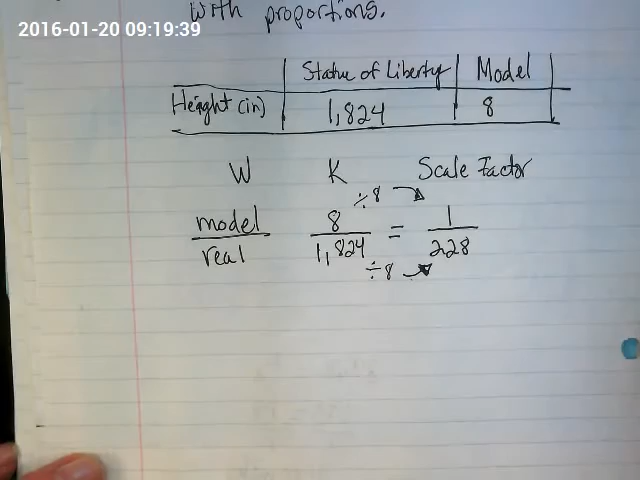 with proportions.
2016-01-20 09:19:39
Statue of Liberty Model
Height (in) 1,824 8
W K Scale Factor
÷8
model 8 = 1
real 1,824 228
÷8